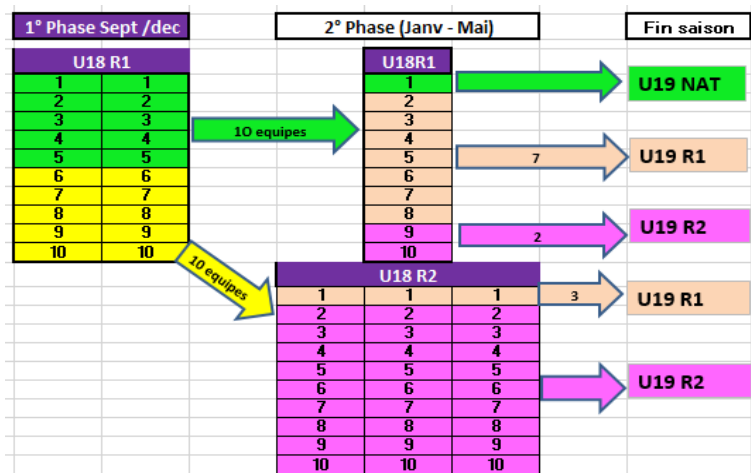 1° Phase Sept /dec 2° Phase (Janv - Mai) Fin saison
U18 R1 U18R1
1 1 1 U19 NAT
2 2 2
3 3 3
4 4 10 equipes 4
5 5 5 7 U19 R1
6 6 6
7 7 7
8 8 8
9 9 9 2 U19 R2
10 10 10
10 equipes
U18 R2
1 1 1 3 U19 R1
2 2 2
3 3 3
4 4 4
5 5 5
6 6 6 U19 R2
7 7 7
8 8 8
9 9 9
10 10 10